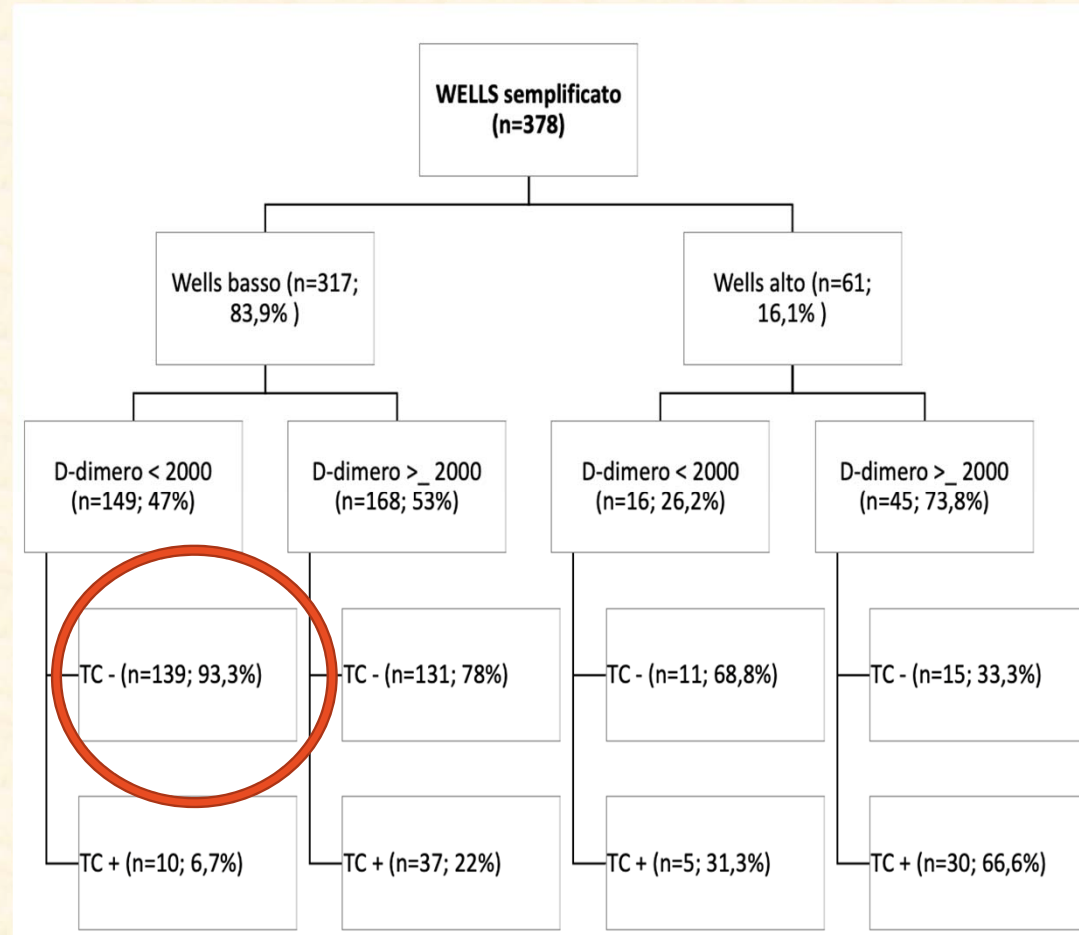 WELLS semplificato
(n=378)
Wells basso (n=317;
83,9% )
Wells alto (n=61;
16,1% )
D-dimero < 2000
(n=149; 47%)
D-dimero >_ 2000
(n=168; 53%)
D-dimero < 2000
(n=16; 26,2%)
D-dimero >_ 2000
(n=45; 73,8%)
TC - (n=139; 93,3%)
TC - (n=131; 78%)
TC - (n=11; 68,8%)
TC - (n=15; 33,3%)
TC + (n=10; 6,7%)
TC + (n=37; 22%)
TC + (n=5; 31,3%)
TC + (n=30; 66,6%)